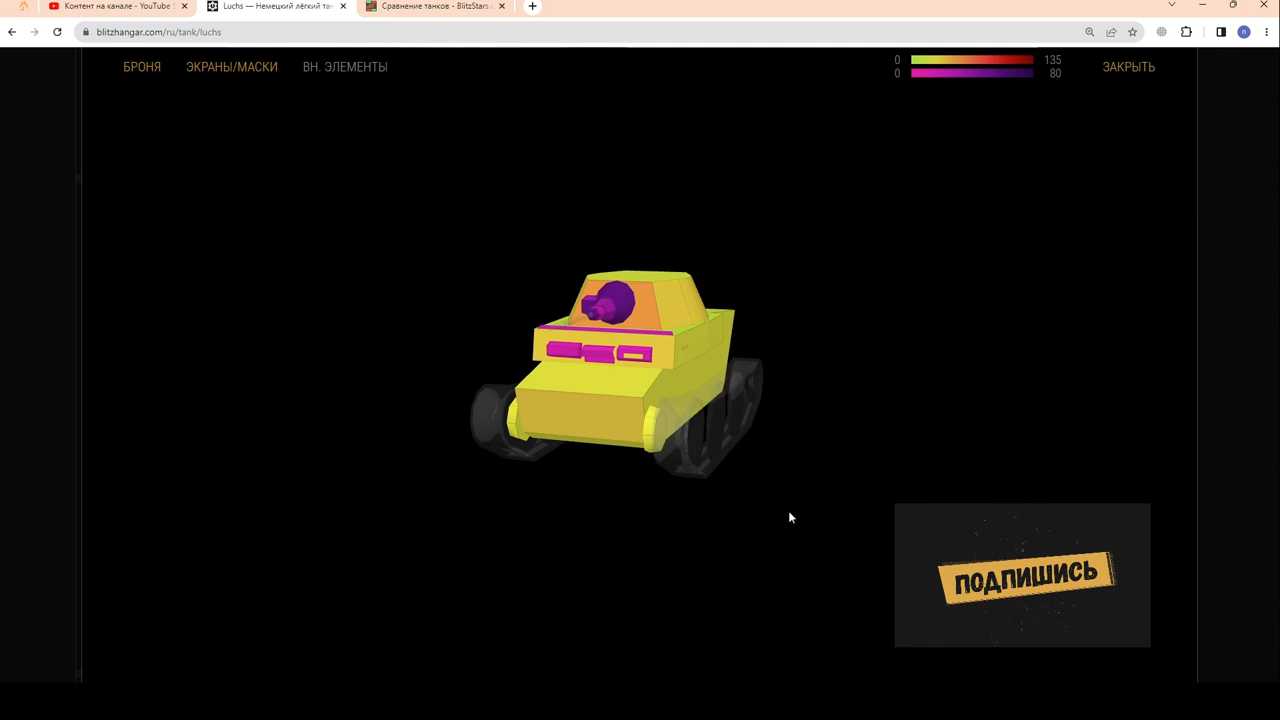 Контент на канале - YouTube S
Luchs — Немецкий лёгкий тан
Сравнение танков - BlitzStars.c
blitzhangar.com/ru/tank/luchs
п
БРОНЯ
ЭКРАНЫ/МАСКИ
ВН. ЭЛЕМЕНТЫ
0 135
0 80
ЗАКРЫТЬ
ПОДПИШИСЬ